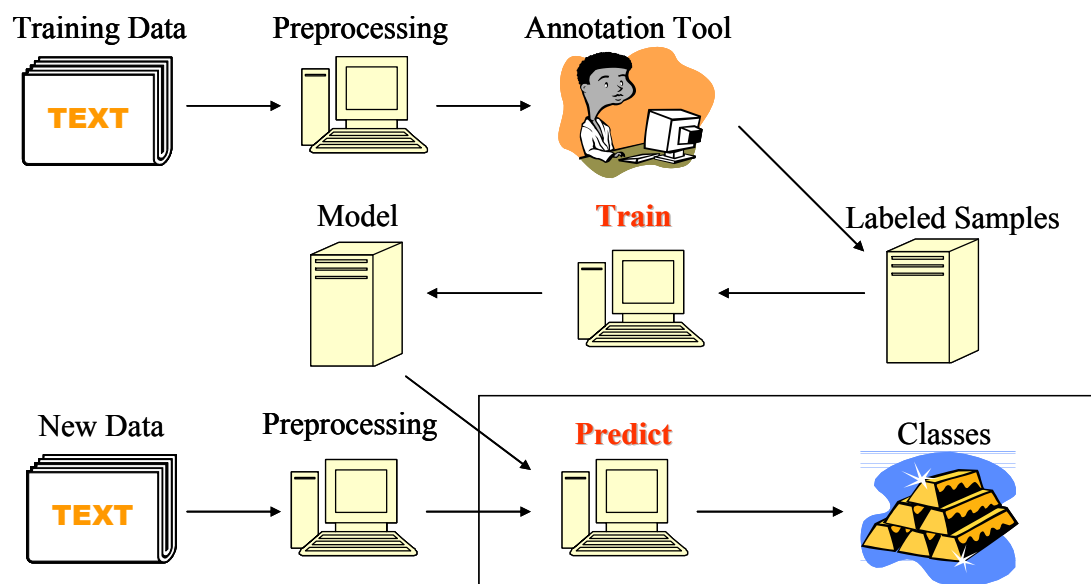 Training Data
Preprocessing
Annotation Tool
TEXT
Model
Train
Labeled Samples
New Data
Preprocessing
Predict
Classes
TEXT